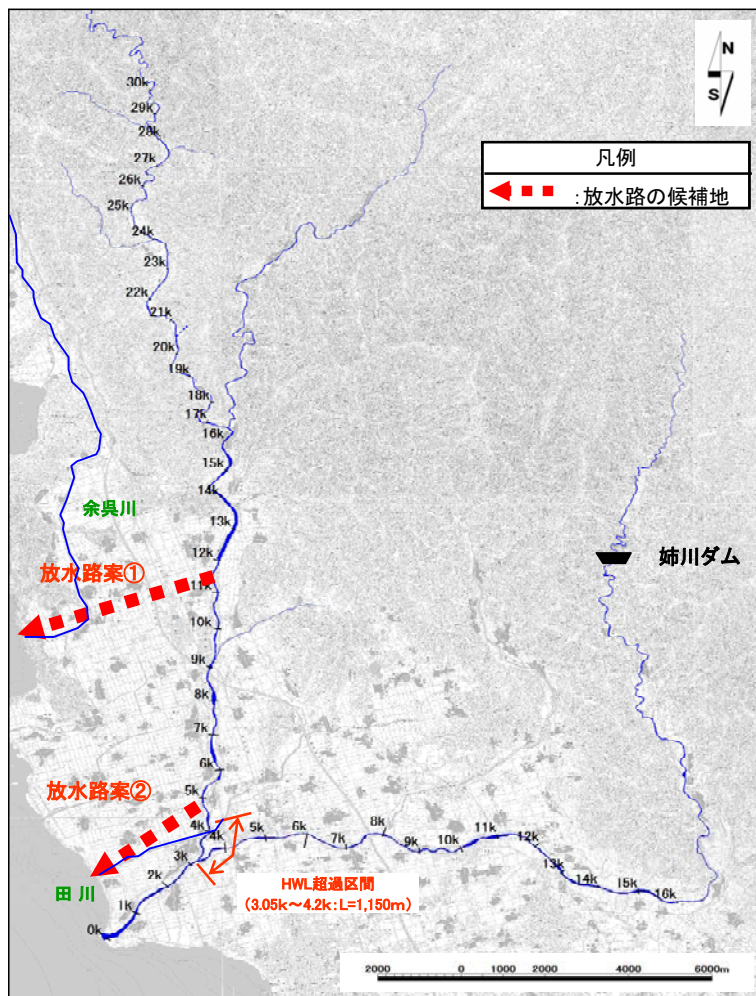 N
S
凡例
:放水路の候補地
30k
29k
28k
27k
26k
25k
24k
23k
22k
21k
20k
19k
18k
17k
16k
15k
14k
13k
12k
11k
10k
9k
8k
7k
6k
5k
4k
余呉川
放水路案①
姉川ダム
放水路案②
4k
5k
6k
7k
8k
9k
10k
11k
12k
13k
14k
15k
16k
3k
2k
1k
0k
田川
HWL超過区間
(3.05k~4.2k:L=1,150m)
2000 0 1000 2000 4000 6000m